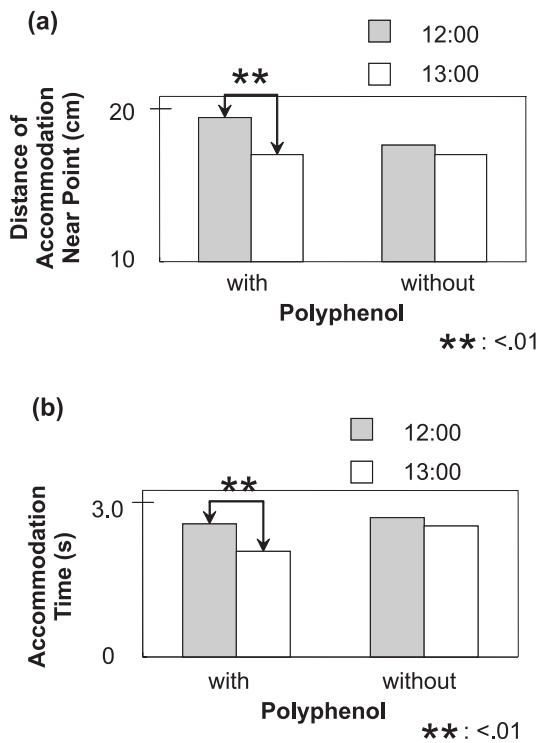 (a)
12:00
13:00
**
20
10
Distance of
Accommodation
Near Point (cm)
with
without
Polyphenol
** : <.01
(b)
12:00
13:00
**
3.0
0
Accommodation
Time (s)
with
without
Polyphenol
** : <.01